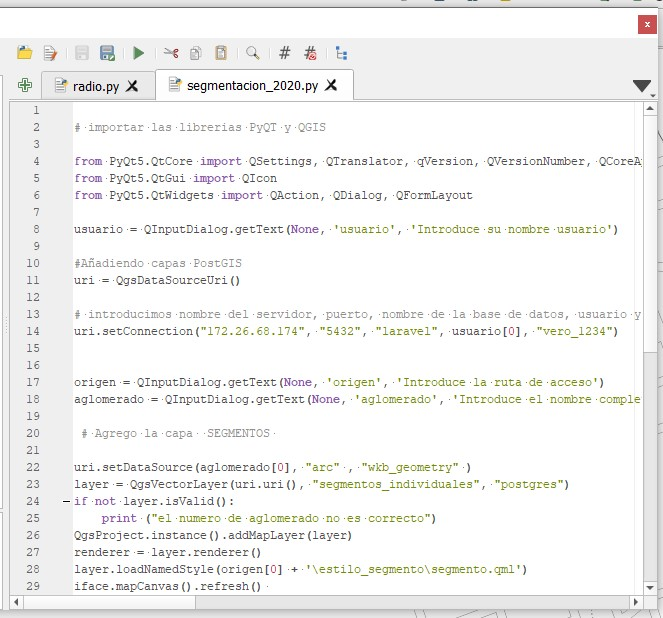 radio.py
segmentacion_2020.py
1
2 # importar las librerias PyQT y QGIS
3
4 from PyQt5.QtCore import QSettings, QTranslator, qVersion, QVersionNumber, QCoreA
5 from PyQt5.QtGui import QIcon
6 from PyQt5.QtWidgets import QAction, QDialog, QFormLayout
7
8 usuario = QInputDialog.getText(None, 'usuario', 'Introduce su nombre usuario')
9
10 #Añadiendo capas PostGIS
11 uri = QgsDataSourceUri()
12
13 # introducimos nombre del servidor, puerto, nombre de la base de datos, usuario y
14 uri.setConnection("172.26.68.174", "5432", "laravel", usuario[0], "vero_1234")
15
16
17 origen = QInputDialog.getText(None, 'origen', 'Introduce la ruta de acceso')
18 aglomerado = QInputDialog.getText(None, 'aglomerado', 'Introduce el nombre comple
19
20 # Agrego la capa SEGMENTOS
21
22 uri.setDataSource(aglomerado[0], "arc" , "wkb_geometry" )
23 layer = QgsVectorLayer(uri.uri(), "segmentos_individuales", "postgres")
24 if not layer.isValid():
25 print ("el numero de aglomerado no es correcto")
26 QgsProject.instance().addMapLayer(layer)
27 renderer = layer.renderer()
28 layer.loadNamedStyle(origen[0] + '\estilo_segmento\segmento.qml')
29 iface.mapCanvas().refresh()